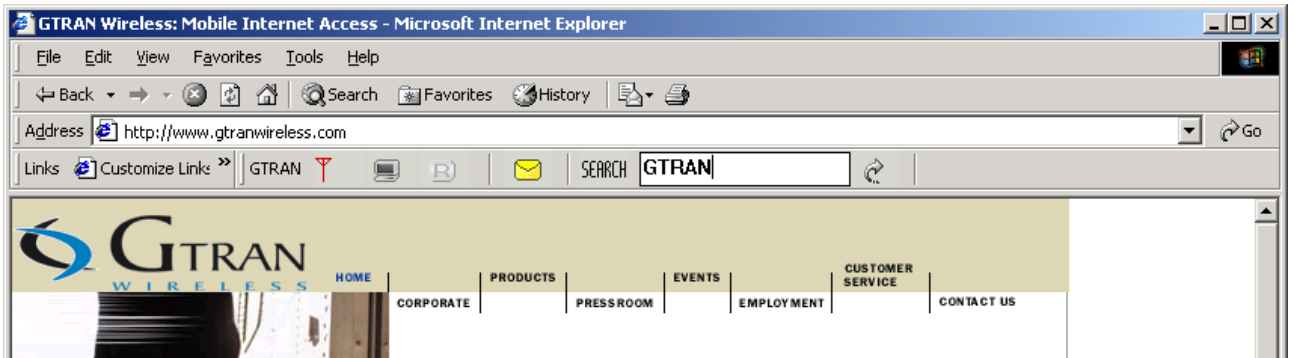 GTRAN Wireless: Mobile Internet Access - Microsoft Internet Explorer
File Edit View Favorites Tools Help
Back Search Favorites History
Address http://www.gtranwireless.com Go
Links Customize Links GTRAN R SEARCH GTRAN
GTRAN
WIRELESS
HOME PRODUCTS EVENTS CUSTOMER SERVICE
CORPORATE PRESSROOM EMPLOYMENT CONTACT US